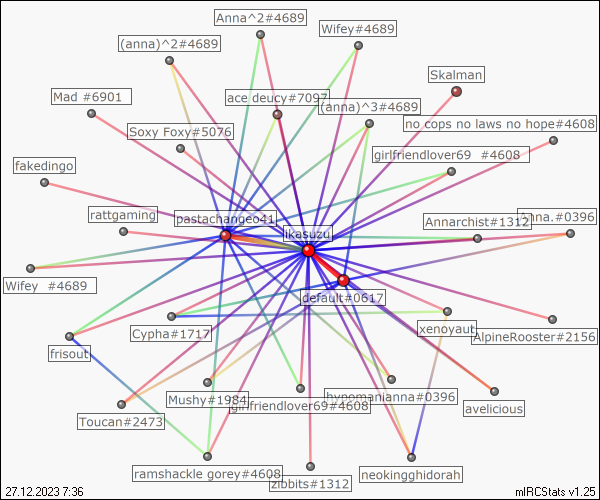 Anna^2#4689
Wifey#4689
(anna)^2#4689
Skalman
Mad #6901
ace deucy#7097
(anna)^3#4689
no cops no laws no hope#4608
Soxy Foxy#5076
girlfriendlover69 #4608
fakedingo
rattgaming
pastachangeo41
Annarchist#1312
nna.#0396
likasuzu
Wifey #4689
default#0617
Cypha#1717
xenoyaut
AlpineRooster#2156
frisout
Mushy#1984
girlfriendlover69#4608
hypomanianna#0396
avelicious
Toucan#2473
ramshackle gorey#4608
zibbits#1312
neokingghidorah
27.12.2023 7:36
mIRCStats v1.25